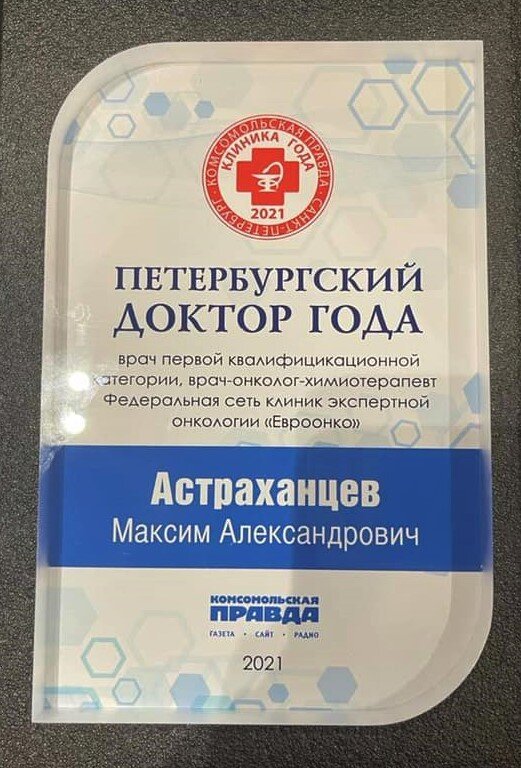 КОМСОМОЛЬСКАЯ ПРАВДА · САНКТ-ПЕТЕРБУРГ ·
КЛИНИКА ГОДА
2021
ПЕТЕРБУРГСКИЙ
ДОКТОР ГОДА
врач первой квалифицикационной
категории, врач-онколог-химиотерапевт
Федеральная сеть клиник экспертной
онкологии «Евроонко»
Астраханцев
Максим Александрович
КОМСОМОЛЬСКАЯ
ПРАВДА
ГАЗЕТА · САЙТ · РАДИО
2021